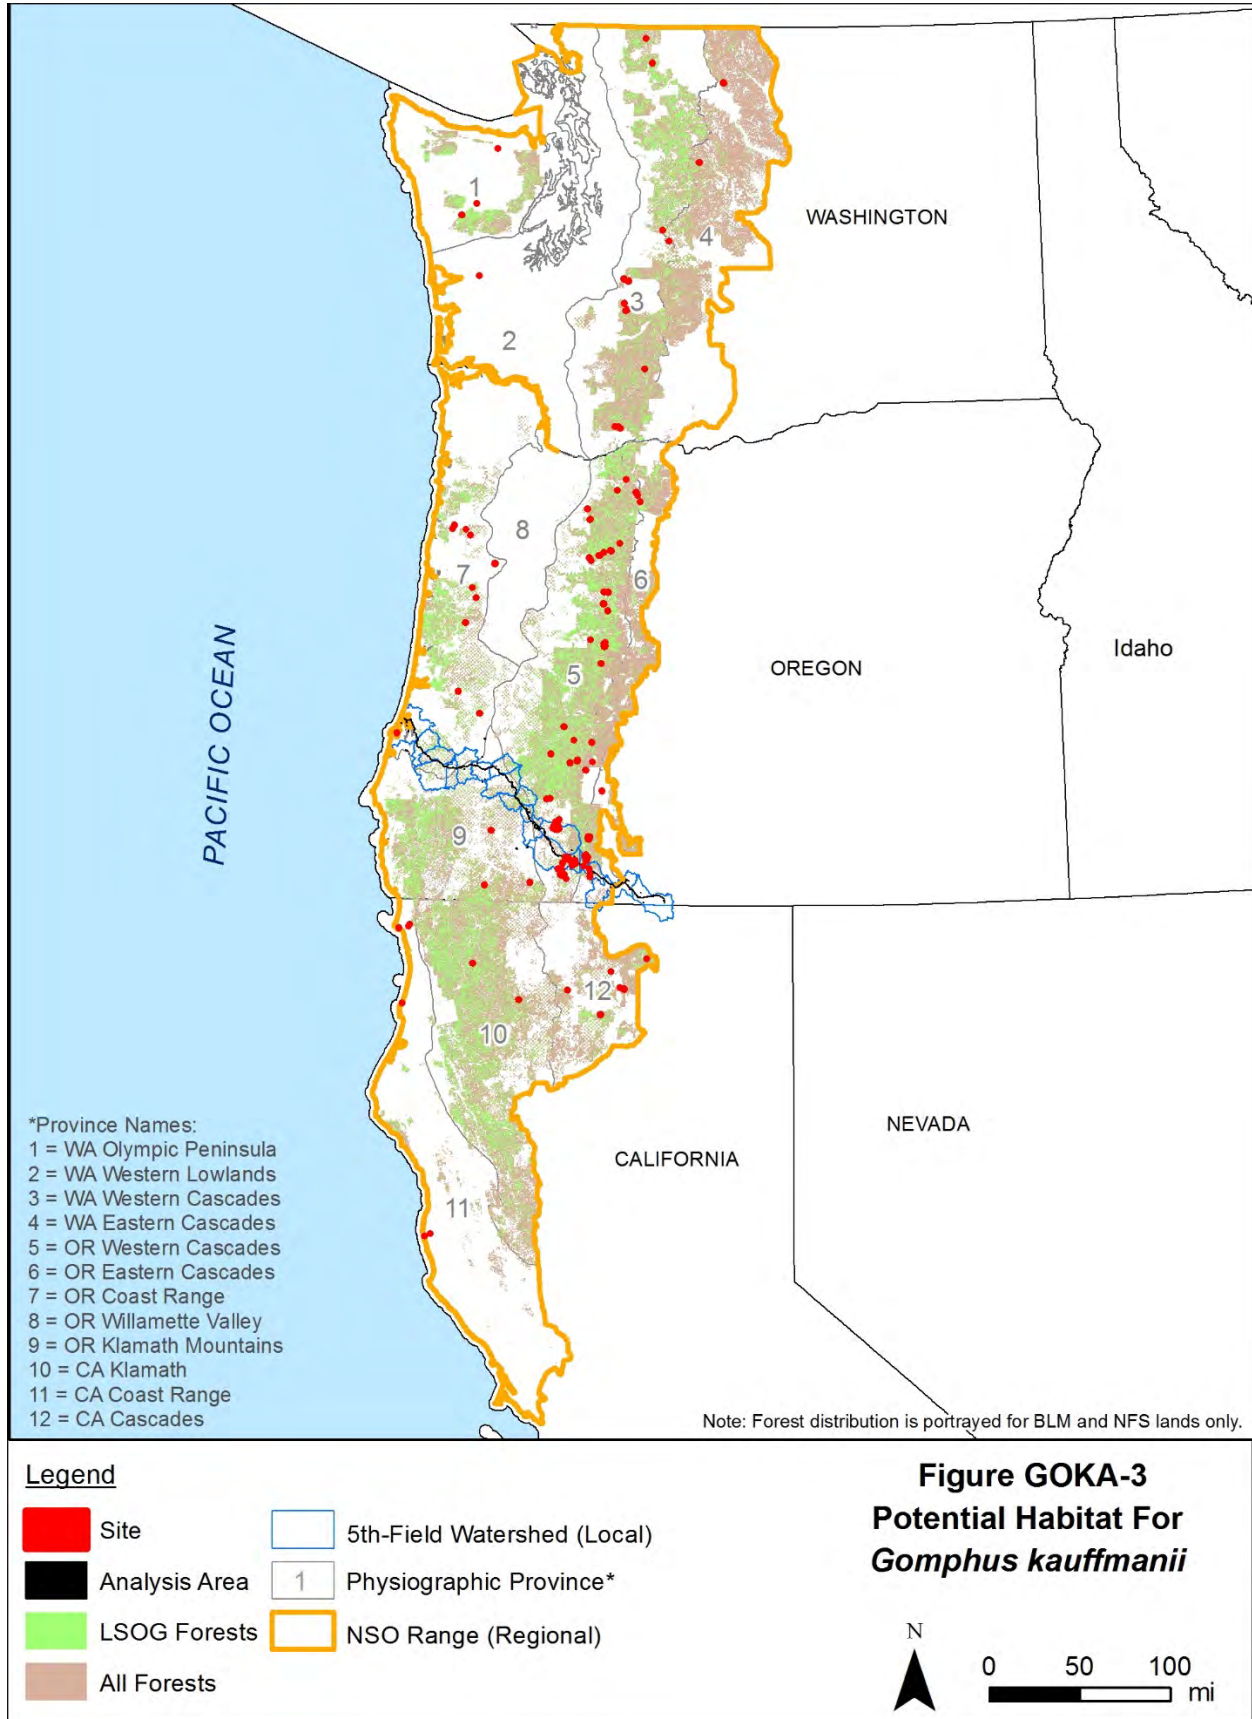 WASHINGTON
1
4
3
2
8
7
6
5
OREGON
Idaho
PACIFIC OCEAN
9
12
10
11
NEVADA
CALIFORNIA
*Province Names:
1 = WA Olympic Peninsula
2 = WA Western Lowlands
3 = WA Western Cascades
4 = WA Eastern Cascades
5 = OR Western Cascades
6 = OR Eastern Cascades
7 = OR Coast Range
8 = OR Willamette Valley
9 = OR Klamath Mountains
10 = CA Klamath
11 = CA Coast Range
12 = CA Cascades
Note: Forest distribution is portrayed for BLM and NFS lands only.
Legend
Site
Analysis Area
LSOG Forests
All Forests
5th-Field Watershed (Local)
1 Physiographic Province*
NSO Range (Regional)
Figure GOKA-3
Potential Habitat For
Gomphus kauffmanii
N
0 50 100
mi